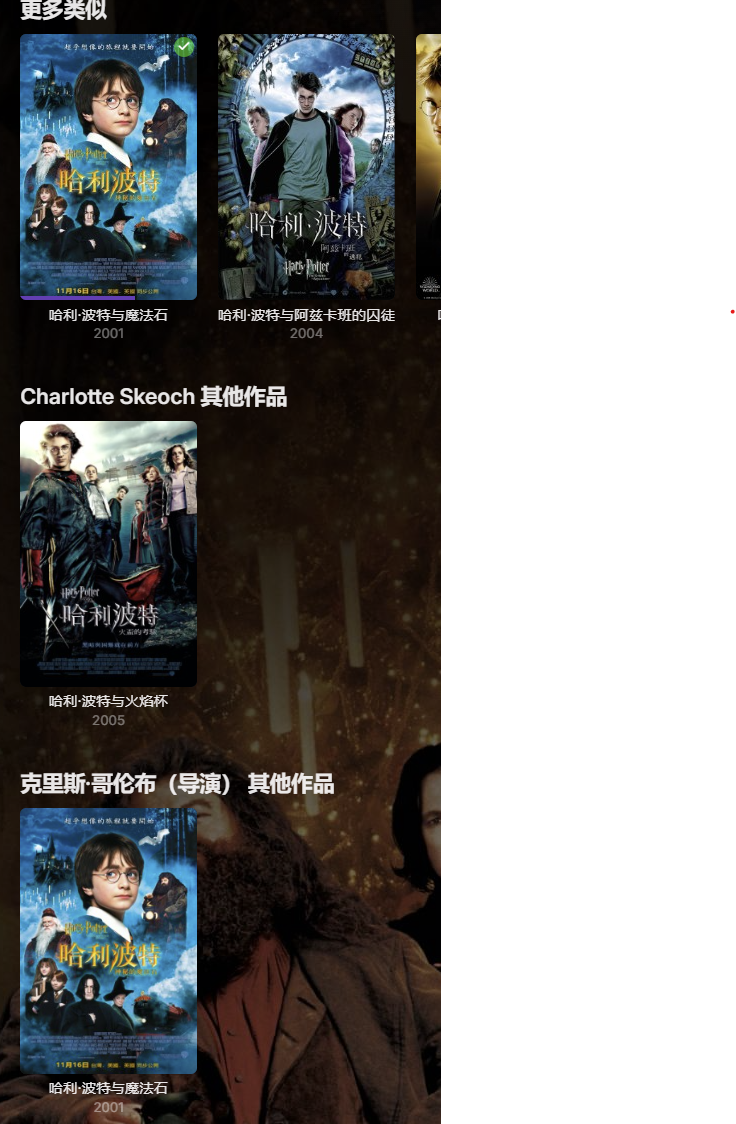 更多类似
超乎想像的旅程就要開始
Harry Potter
哈利波特
神秘的魔法石
11月16日 台灣．美國．英國 同步公開
哈利·波特与魔法石
2001
哈利·波特
阿茲卡班
的逃犯
Harry Potter
哈利·波特与阿兹卡班的囚徒
2004
Charlotte Skeoch 其他作品
Harry Potter
哈利波特
火盃的考驗
哈利·波特与火焰杯
2005
克里斯·哥伦布（导演） 其他作品
超乎想像的旅程就要開始
Harry Potter
哈利波特
神秘的魔法石
11月16日 台灣．美國．英國 同步公開
哈利·波特与魔法石
2001